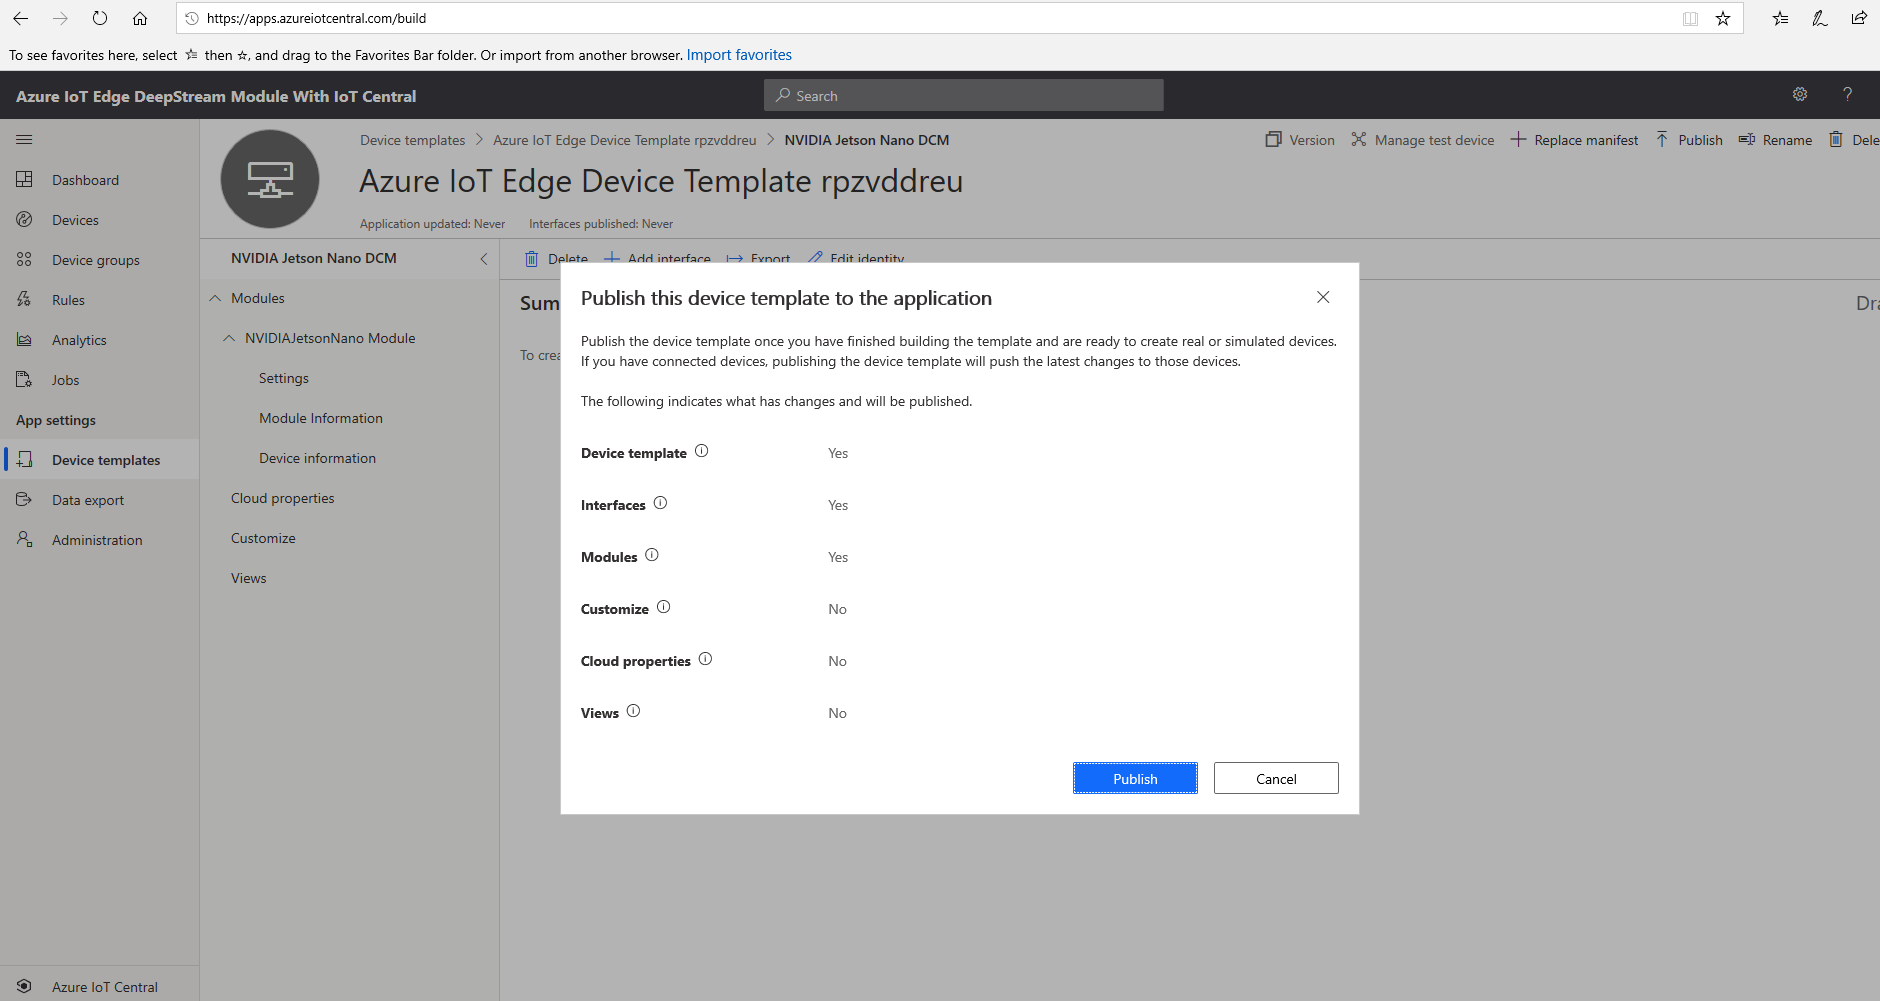 https://apps.azureiotcentral.com/build
To see favorites here, select then , and drag to the Favorites Bar folder. Or import from another browser. Import favorites
Azure IoT Edge DeepStream Module With IoT Central
Search
?
Device templates > Azure IoT Edge Device Template rpzvddreu > NVIDIA Jetson Nano DCM
Version Manage test device Replace manifest Publish Rename Dele
Azure IoT Edge Device Template rpzvddreu
Application updated: Never Interfaces published: Never
Dashboard
Devices
Device groups
Rules
Analytics
Jobs
App settings
Device templates
Data export
Administration
Azure IoT Central
NVIDIA Jetson Nano DCM
Modules
NVIDIAJetsonNano Module
Settings
Module Information
Device information
Cloud properties
Customize
Views
Delete Add interface Export Edit identity
Sum
Dra
To crea
Publish this device template to the application
Publish the device template once you have finished building the template and are ready to create real or simulated devices.
If you have connected devices, publishing the device template will push the latest changes to those devices.
The following indicates what has changes and will be published.
Device template Yes
Interfaces Yes
Modules Yes
Customize No
Cloud properties No
Views No
Publish Cancel